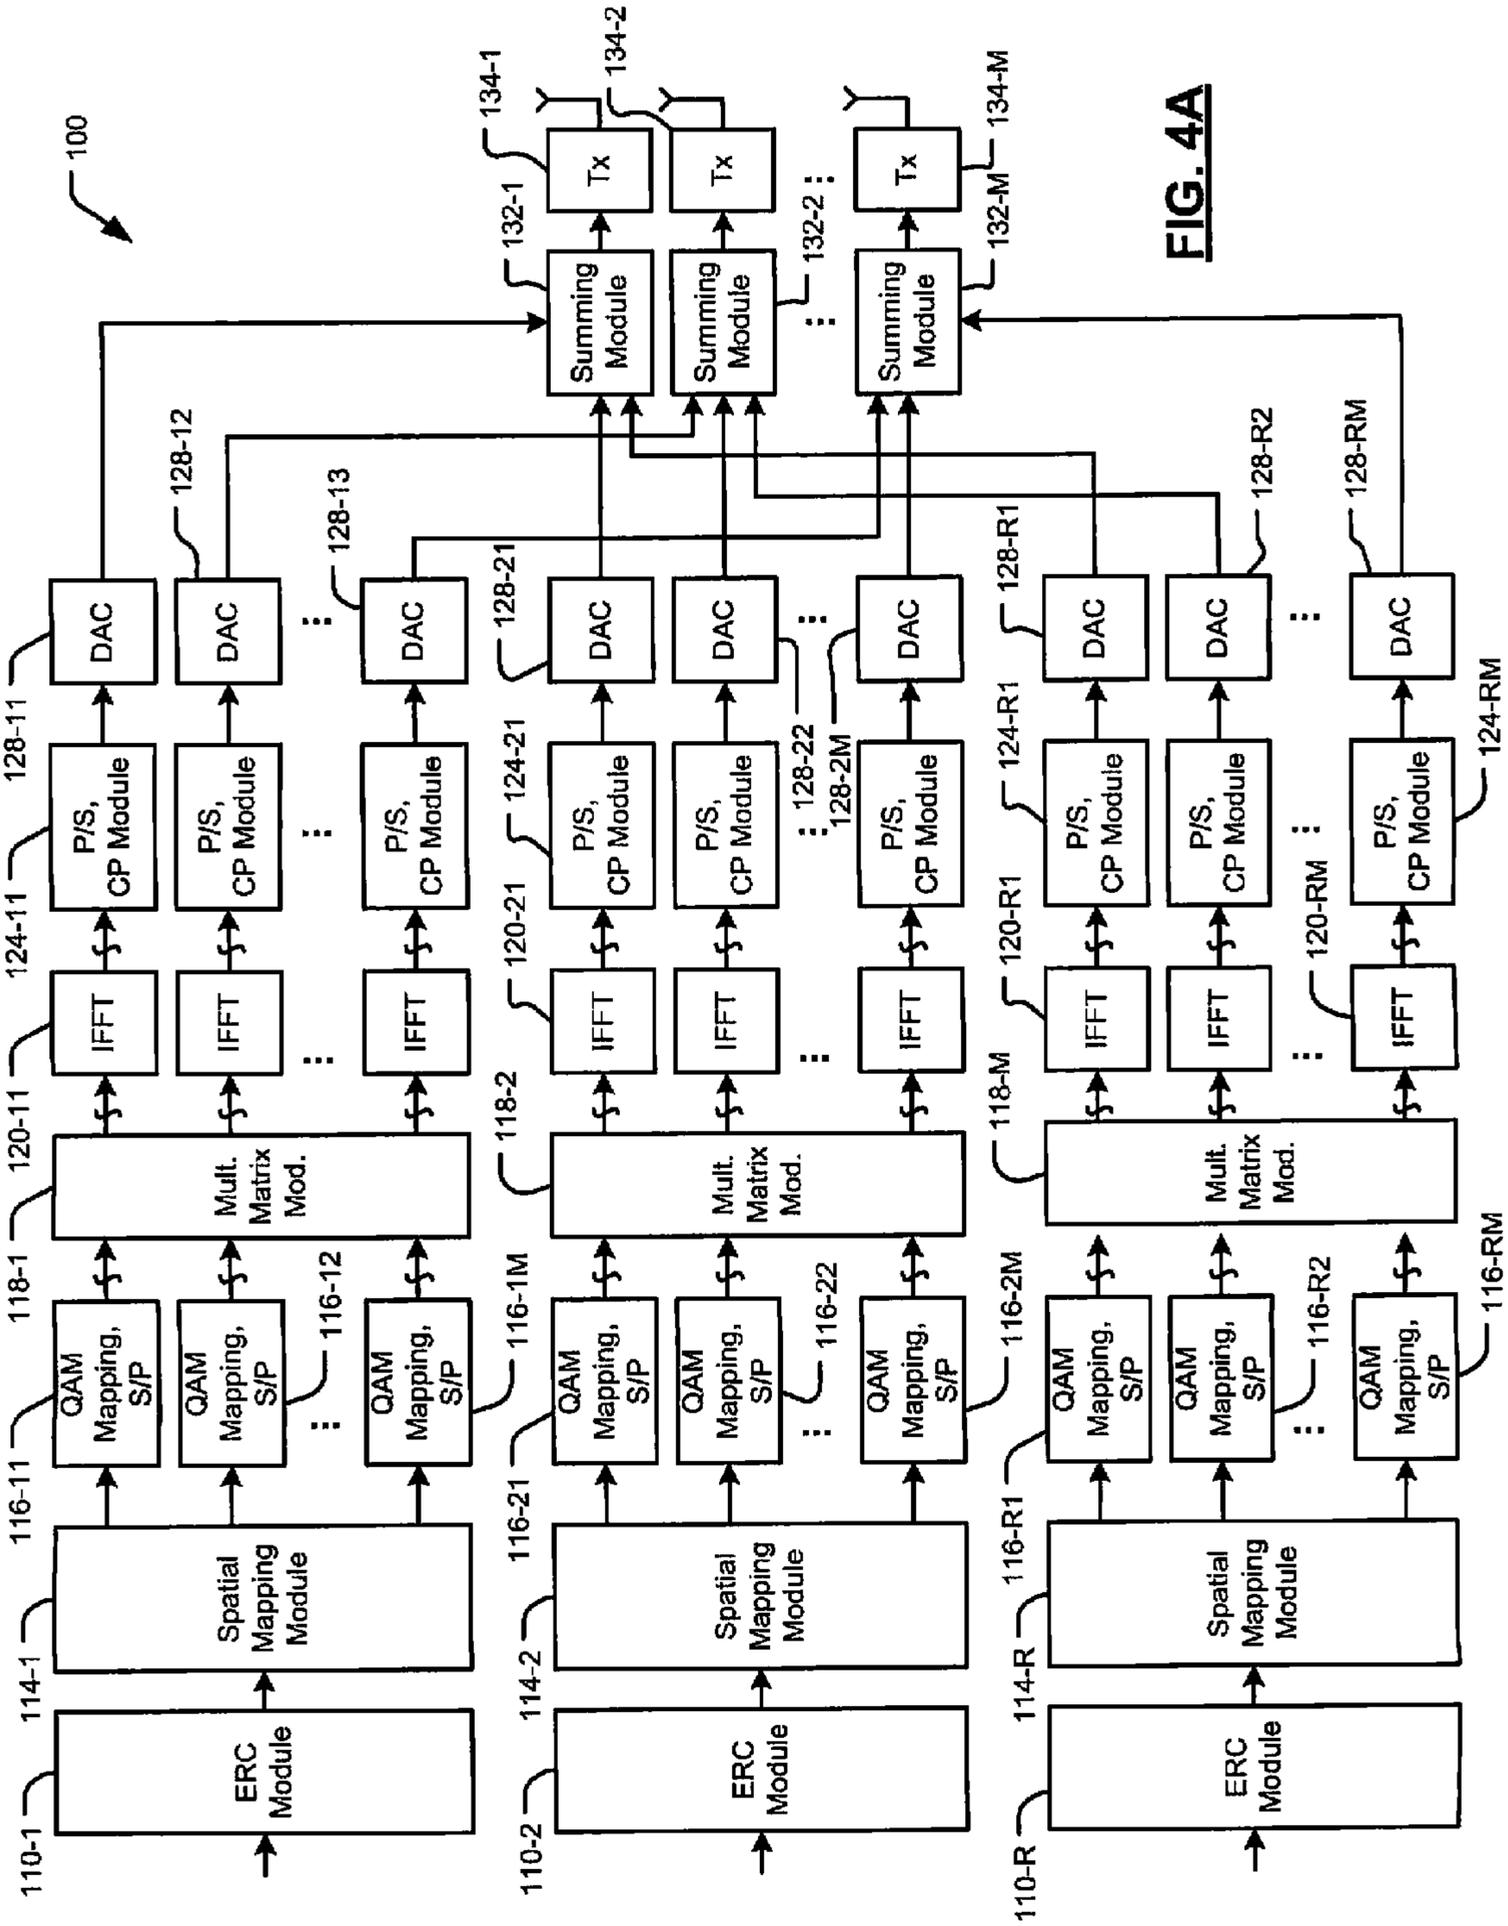 100
134-1
134-2
134-M
132-1
132-2
132-M
Tx
Tx
...
Tx
Summing
Module
Summing
Module
...
Summing
Module
FIG. 4A
128-11
128-12
128-13
DAC
DAC
...
DAC
124-11
P/S,
CP Module
P/S,
CP Module
...
P/S,
CP Module
120-11
IFFT
IFFT
...
IFFT
118-1
Mult.
Matrix
Mod.
116-11
116-12
116-1M
QAM
Mapping,
S/P
QAM
Mapping,
S/P
...
QAM
Mapping,
S/P
114-1
Spatial
Mapping
Module
110-1
ERC
Module
128-21
128-22
128-2M
DAC
DAC
...
DAC
124-21
P/S,
CP Module
P/S,
CP Module
...
P/S,
CP Module
120-21
IFFT
IFFT
...
IFFT
118-2
Mult.
Matrix
Mod.
116-21
116-22
116-2M
QAM
Mapping,
S/P
QAM
Mapping,
S/P
...
QAM
Mapping,
S/P
114-2
Spatial
Mapping
Module
110-2
ERC
Module
128-R1
128-R2
128-RM
DAC
DAC
...
DAC
124-R1
124-RM
P/S,
CP Module
P/S,
CP Module
...
P/S,
CP Module
120-R1
120-RM
IFFT
IFFT
...
IFFT
118-M
Mult.
Matrix
Mod.
116-R1
116-R2
116-RM
QAM
Mapping,
S/P
QAM
Mapping,
S/P
...
QAM
Mapping,
S/P
114-R
Spatial
Mapping
Module
110-R
ERC
Module